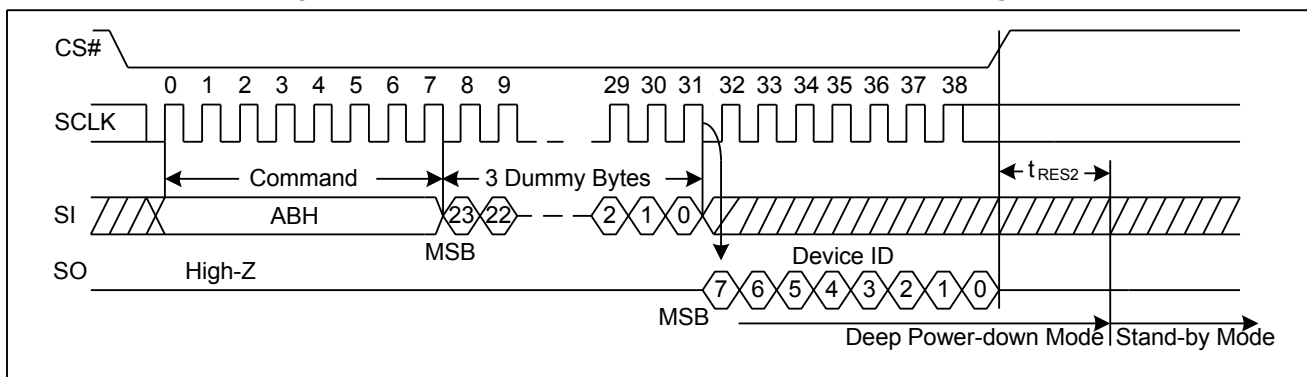 CS#
0 1 2 3 4 5 6 7 8 9 29 30 31 32 33 34 35 36 37 38
SCLK
Command 3 Dummy Bytes tRES2
SI ABH 23 22 2 1 0
MSB
Device ID
SO High-Z 7 6 5 4 3 2 1 0
MSB
Deep Power-down Mode Stand-by Mode